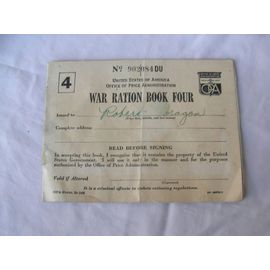 Nº 902084DU
UNITED STATES OF AMERICA
OFFICE OF PRICE ADMINISTRATION
4
OPA
WAR RATION BOOK FOUR
Issued to Robert
Complete address
READ BEFORE SIGNING
In accepting this book, I recognize that it remains the property of the United
States Government. I will use it only in the manner and for the purposes
authorized by the Office of Price Administration.
Void if Altered
It is a criminal offense to violate rationing regulations.